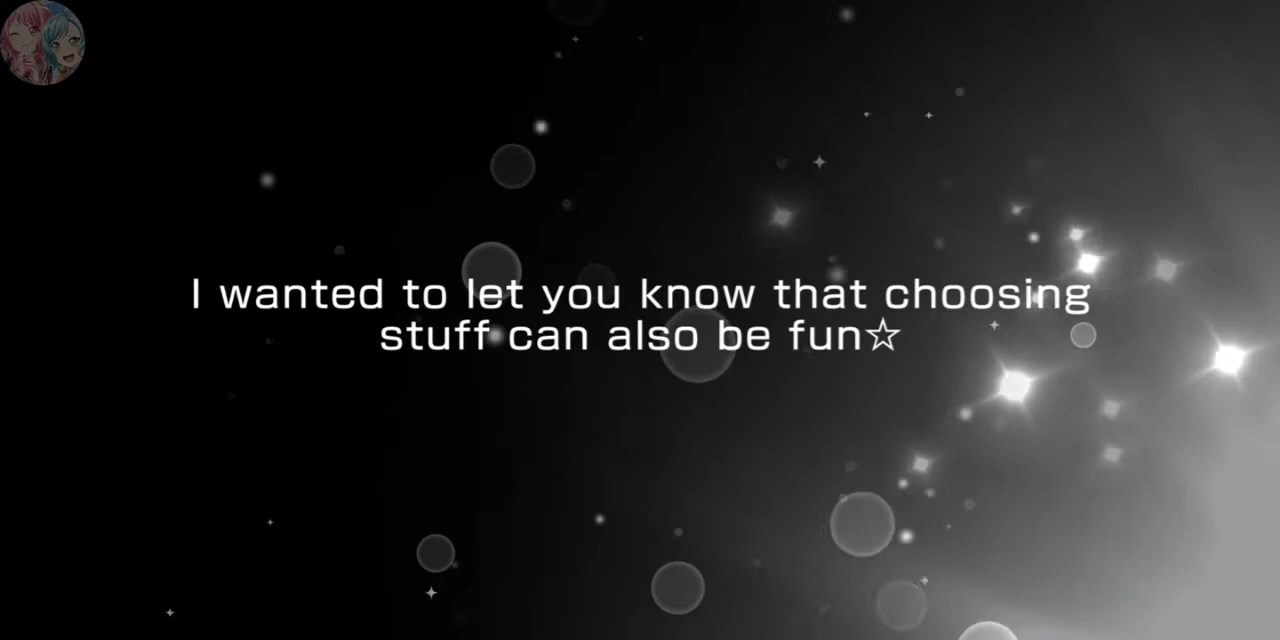 I wanted to let you know that choosing
stuff can also be fun☆